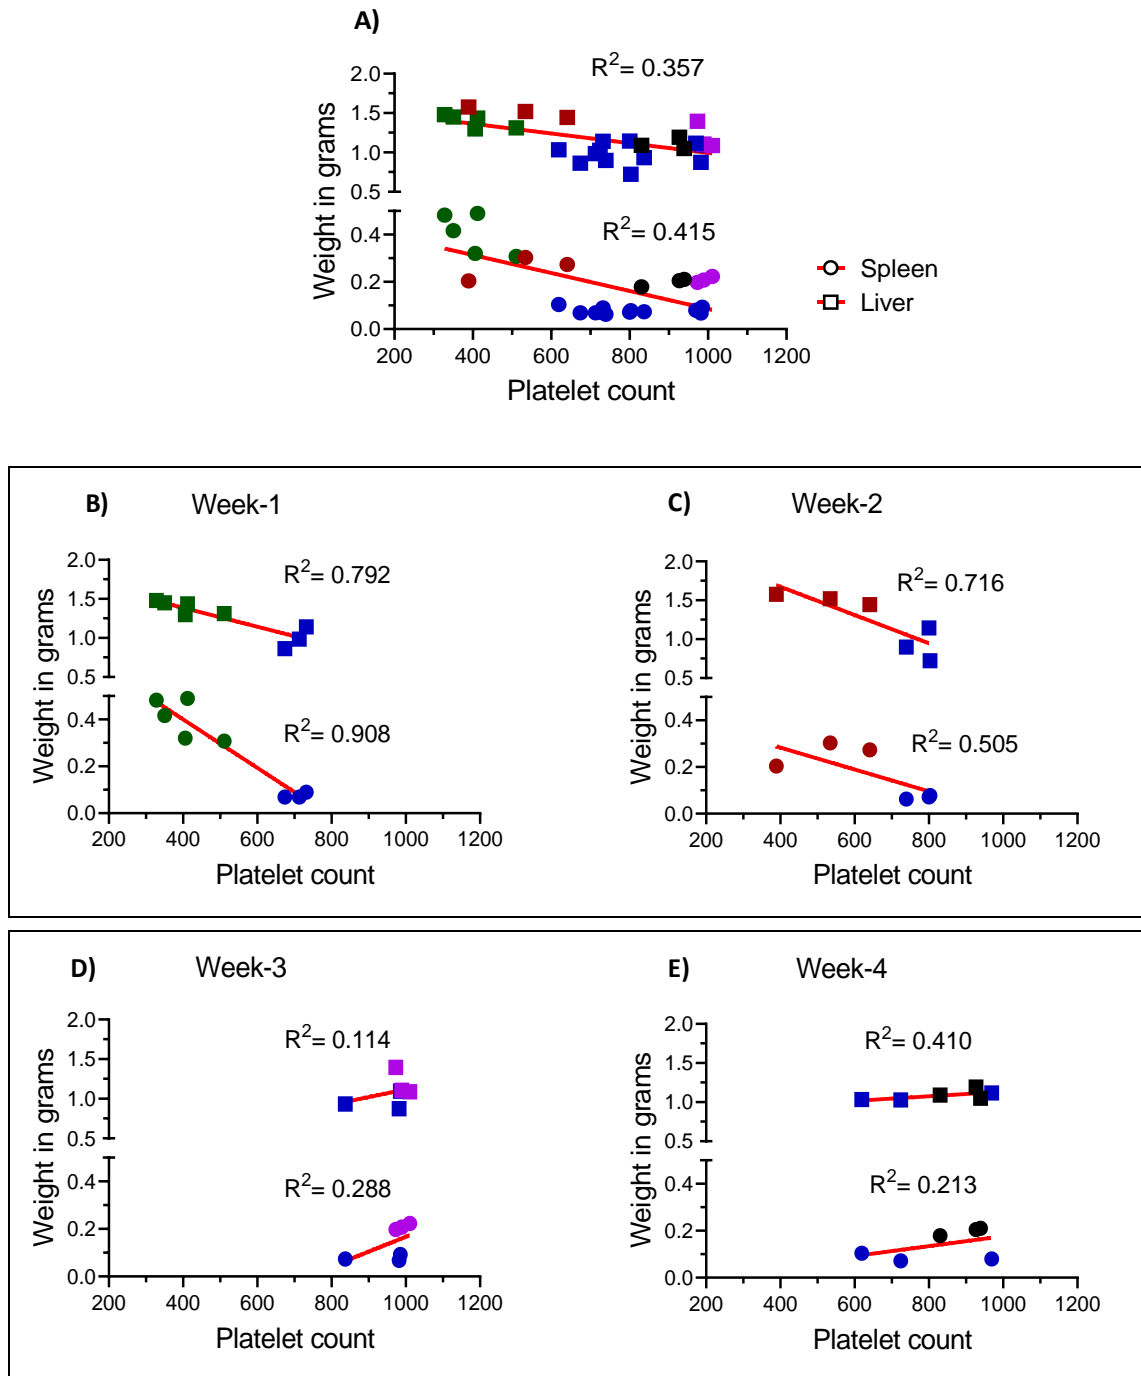 A)
R2= 0.357
2.0
1.5
1.0
0.5
0.4
0.2
0.0
R2= 0.415
Weight in grams
200 400 600 800 1000 1200
Platelet count
Spleen
Liver
B) Week-1
R2= 0.792
2.0
1.5
1.0
0.5
0.4
0.2
0.0
R2= 0.908
Weight in grams
200 400 600 800 1000 1200
Platelet count
C) Week-2
R2= 0.716
2.0
1.5
1.0
0.5
0.4
0.2
0.0
R2= 0.505
Weight in grams
200 400 600 800 1000 1200
Platelet count
D) Week-3
R2= 0.114
2.0
1.5
1.0
0.5
0.4
0.2
0.0
R2= 0.288
Weight in grams
200 400 600 800 1000 1200
Platelet count
E) Week-4
R2= 0.410
2.0
1.5
1.0
0.5
0.4
0.2
0.0
R2= 0.213
Weight in grams
200 400 600 800 1000 1200
Platelet count